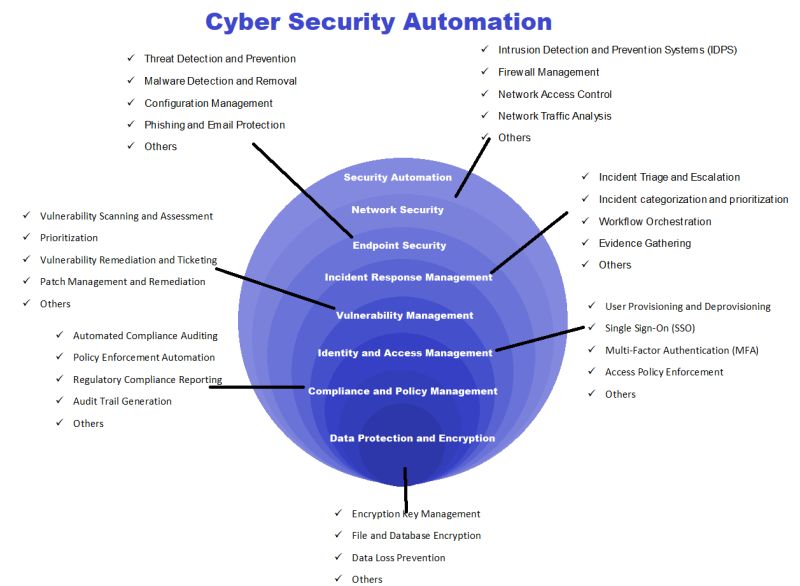 Cyber Security Automation
✓ Threat Detection and Prevention
✓ Malware Detection and Removal
✓ Configuration Management
✓ Phishing and Email Protection
✓ Others
✓ Intrusion Detection and Prevention Systems (IDPS)
✓ Firewall Management
✓ Network Access Control
✓ Network Traffic Analysis
✓ Others
✓ Incident Triage and Escalation
✓ Incident categorization and prioritization
✓ Workflow Orchestration
✓ Evidence Gathering
✓ Others
✓ Vulnerability Scanning and Assessment
✓ Prioritization
✓ Vulnerability Remediation and Ticketing
✓ Patch Management and Remediation
✓ Others
Security Automation
Network Security
Endpoint Security
Incident Response Management
Vulnerability Management
Identity and Access Management
Compliance and Policy Management
Data Protection and Encryption
✓ User Provisioning and Deprovisioning
✓ Single Sign-On (SSO)
✓ Multi-Factor Authentication (MFA)
✓ Access Policy Enforcement
✓ Others
✓ Automated Compliance Auditing
✓ Policy Enforcement Automation
✓ Regulatory Compliance Reporting
✓ Audit Trail Generation
✓ Others
✓ Encryption Key Management
✓ File and Database Encryption
✓ Data Loss Prevention
✓ Others